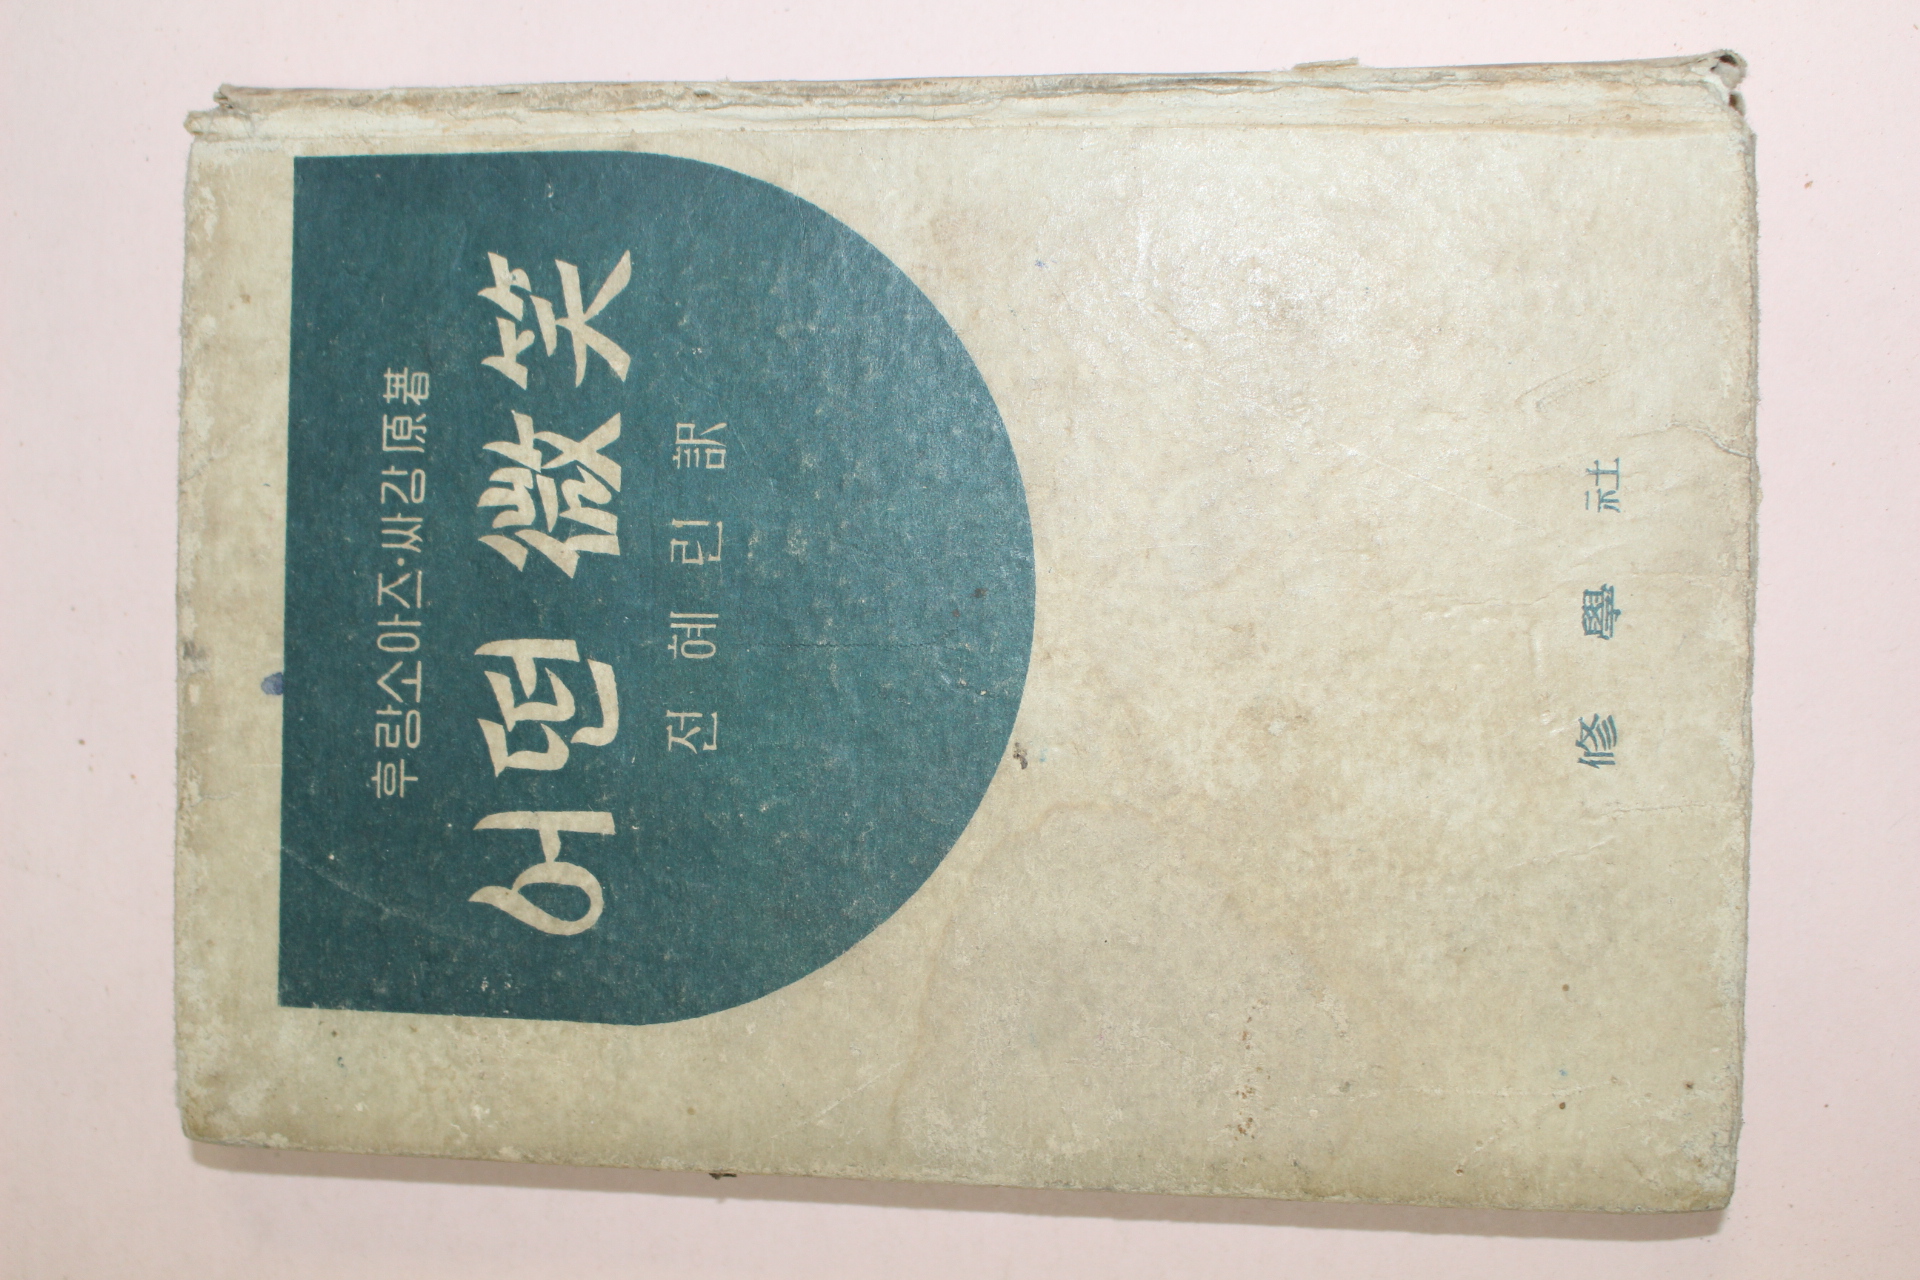 후랑소아즈·싸강 原著
어떤 微笑
전혜린 訳
修學社